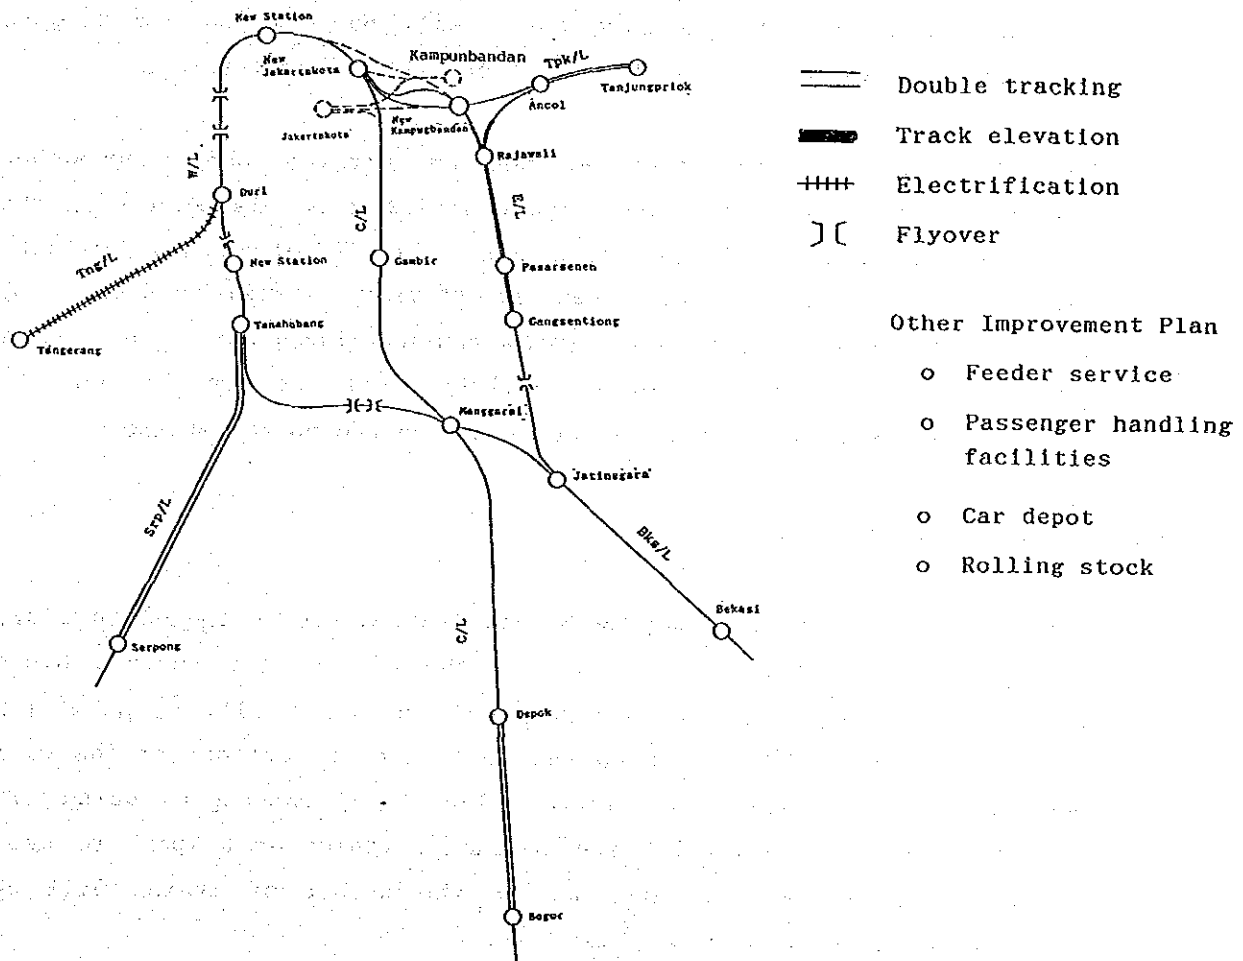 New Station
New
Jakartakota
Kampunbandan
Tpk/L
Tanjungpriok
Ancol
Jakartakota
New
Kampugbandan
Rajawali
W/L
Duri
C/L
E/L
Tng/L
New Station
Gambir
Pasarsenen
Tanahabang
Gangsentiong
Tangerang
Manggarai
Jatinegara
Srp/L
Bks/L
Bekasi
C/L
Serpong
Depok
Bogor
Double tracking
Track elevation
Electrification
Flyover
Other Improvement Plan
o Feeder service
o Passenger handling
facilities
o Car depot
o Rolling stock